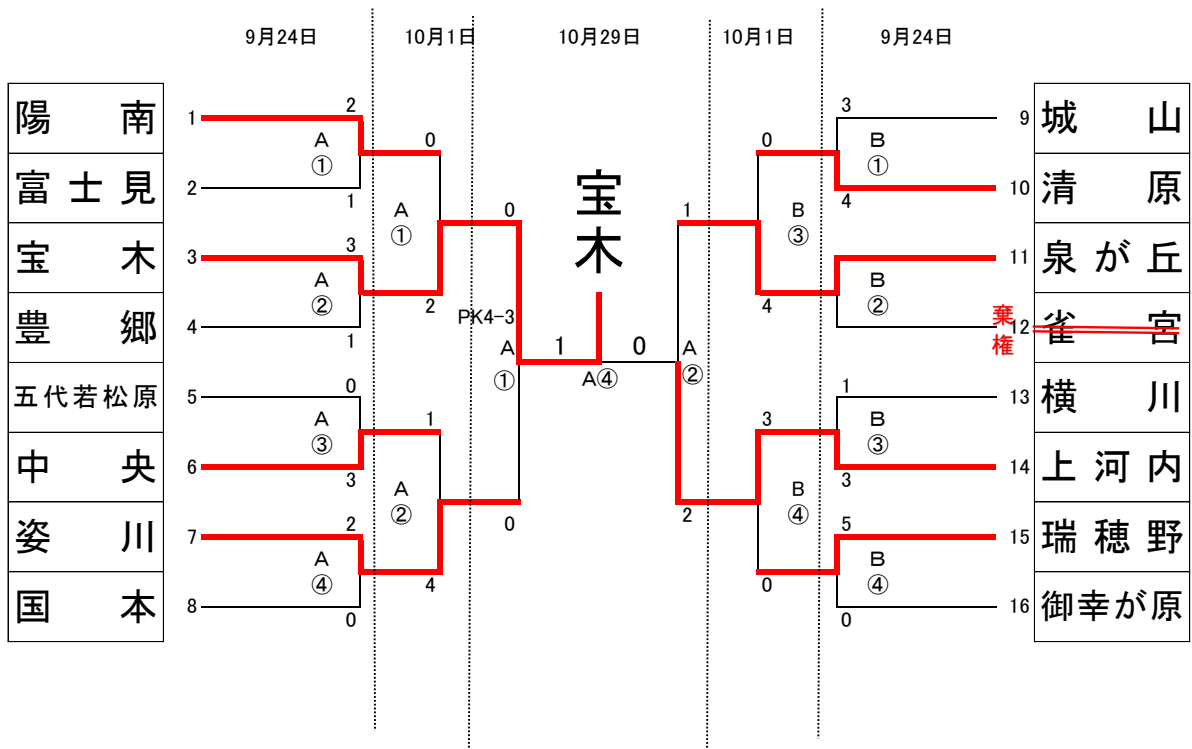 9月24日 10月1日 10月29日 10月1日 9月24日
陽南 1 2 3 9 城山
A ① 0 0 B ①
富士見 2 1 4 10 清原
A ① 0 宝木 1 B ③
宝木 3 3 11 泉が丘
A ② 2 4 B ②
豊郷 4 1 PK4-3 棄権 12 雀宮
A ① 1 0 A ②
A④
五代若松原 5 0 1 13 横川
A ③ 1 3 B ③
中央 6 3 3 14 上河内
A ② 0 2 B ④
姿川 7 2 5 15 瑞穂野
A ④ 4 0 B ④
国本 8 0 0 16 御幸が原